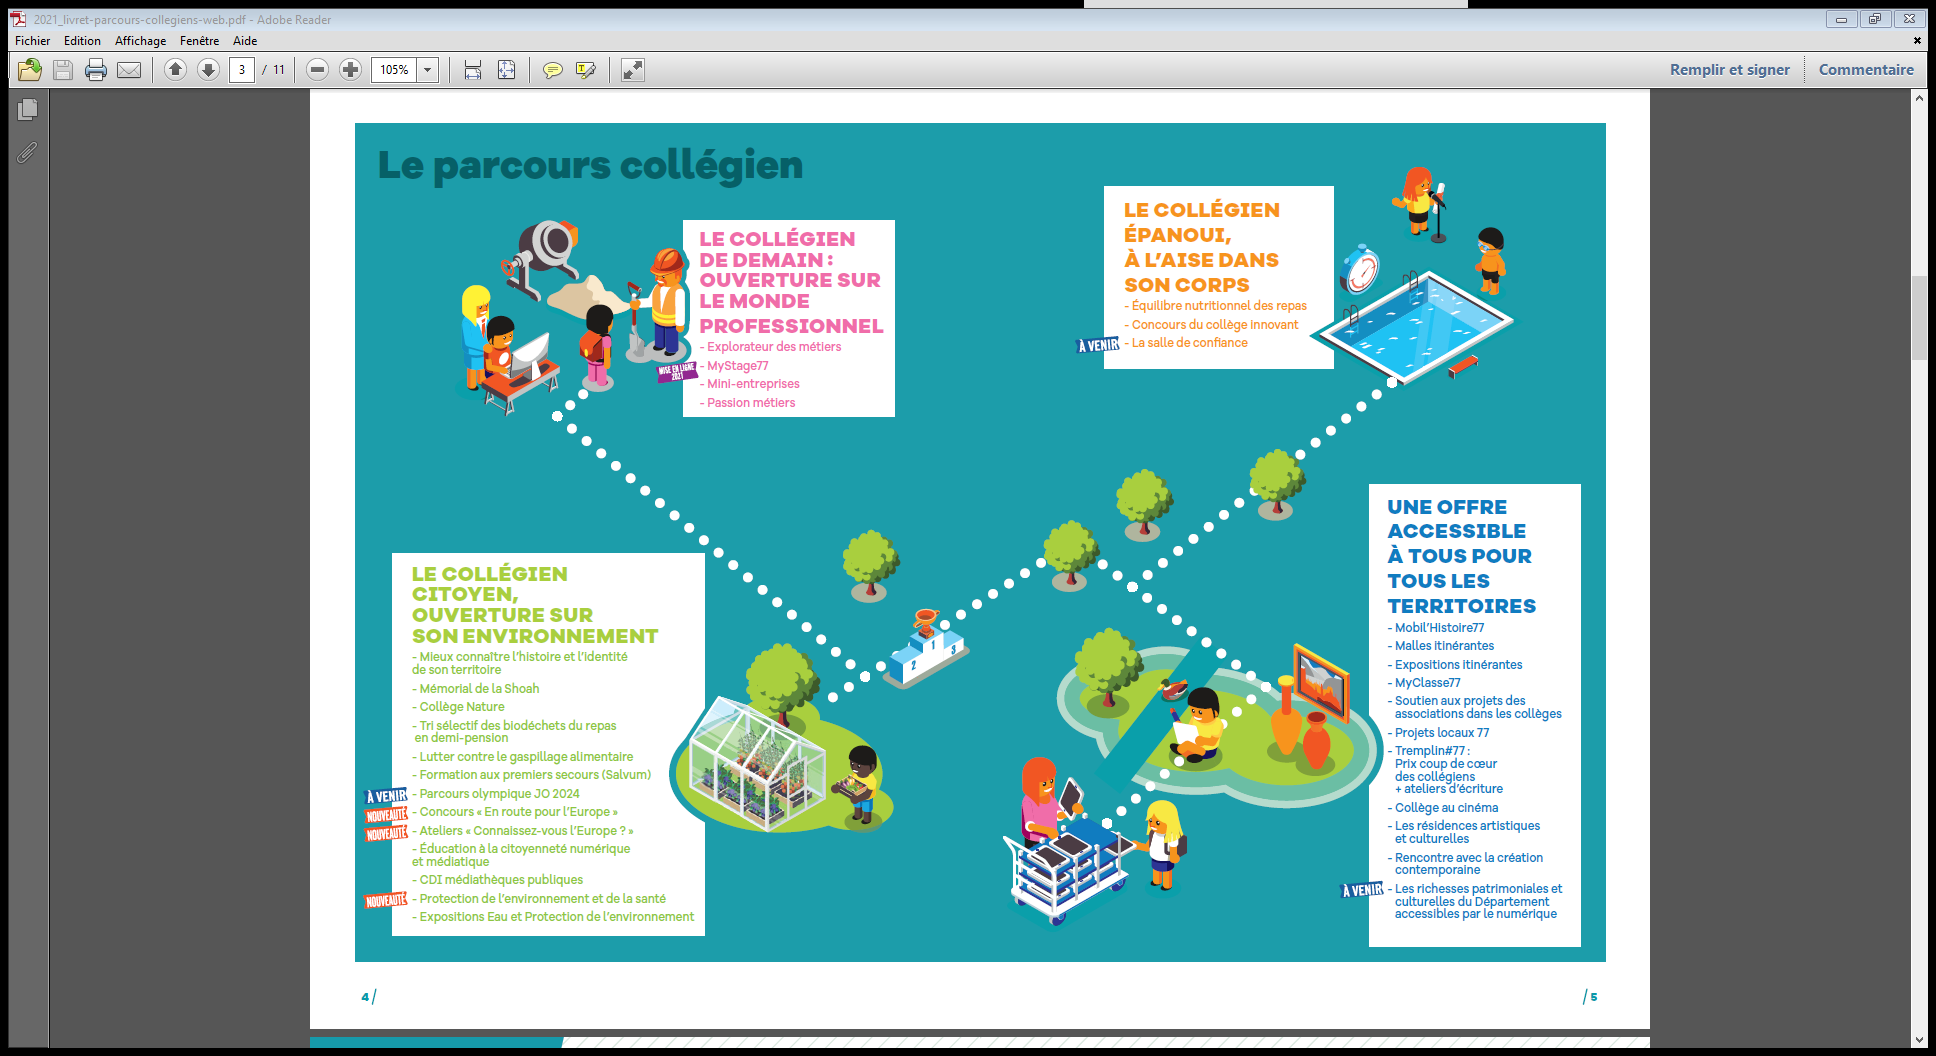 2021_livret-parcours-collegiens-web.pdf - Adobe Reader
Fichier Edition Affichage Fenêtre Aide
3 / 11 105% Remplir et signer Commentaire
Le parcours collégien
LE COLLÉGIEN
DE DEMAIN :
OUVERTURE SUR
LE MONDE
PROFESSIONNEL
- Explorateur des métiers
MISE EN LIGNE
2021
- MyStage77
- Mini-entreprises
- Passion métiers
LE COLLÉGIEN
ÉPANOUI,
À L'AISE DANS
SON CORPS
- Équilibre nutritionnel des repas
- Concours du collège innovant
À VENIR
- La salle de confiance
LE COLLÉGIEN
CITOYEN,
OUVERTURE SUR
SON ENVIRONNEMENT
- Mieux connaître l'histoire et l'identité
de son territoire
- Mémorial de la Shoah
- Collège Nature
- Tri sélectif des biodéchets du repas
en demi-pension
- Lutter contre le gaspillage alimentaire
- Formation aux premiers secours (Salvum)
À VENIR
- Parcours olympique JO 2024
NOUVEAUTÉ
- Concours « En route pour l'Europe »
NOUVEAUTÉ
- Ateliers « Connaissez-vous l'Europe ? »
- Éducation à la citoyenneté numérique
et médiatique
- CDI médiathèques publiques
NOUVEAUTÉ
- Protection de l'environnement et de la santé
- Expositions Eau et Protection de l'environnement
2 1 3
UNE OFFRE
ACCESSIBLE
À TOUS POUR
TOUS LES
TERRITOIRES
- Mobil'Histoire77
- Malles itinérantes
- Expositions itinérantes
- MyClasse77
- Soutien aux projets des
associations dans les collèges
- Projets locaux 77
- Tremplin#77 :
Prix coup de cœur
des collégiens
+ ateliers d'écriture
- Collège au cinéma
- Les résidences artistiques
et culturelles
- Rencontre avec la création
contemporaine
À VENIR
- Les richesses patrimoniales et
culturelles du Département
accessibles par le numérique
4 /
/ 5